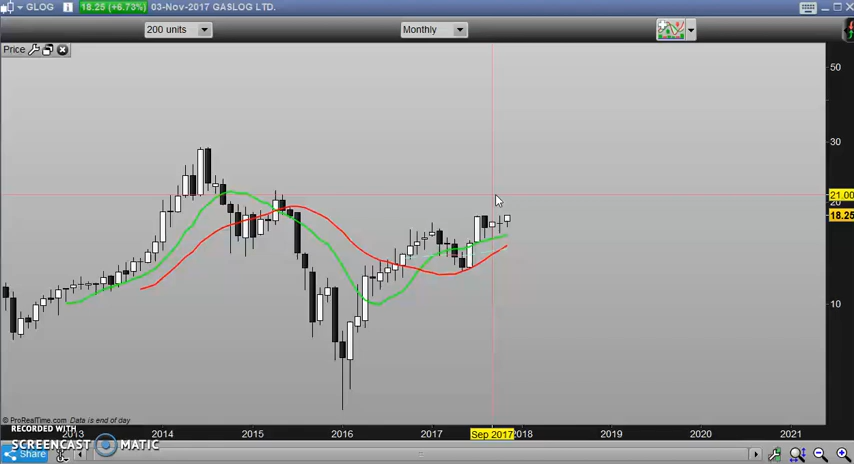 GLOG i 18.25 (+6.73%) 03-Nov-2017 GASLOG LTD.
200 units Monthly
Price
50
30
21.00
20
18.25
10
© ProRealTime.com Data is end of day
2013 2014 2015 2016 2017 Sep 2017 2018 2019 2020 2021
RECORDED WITH
SCREENCAST MATIC
Share